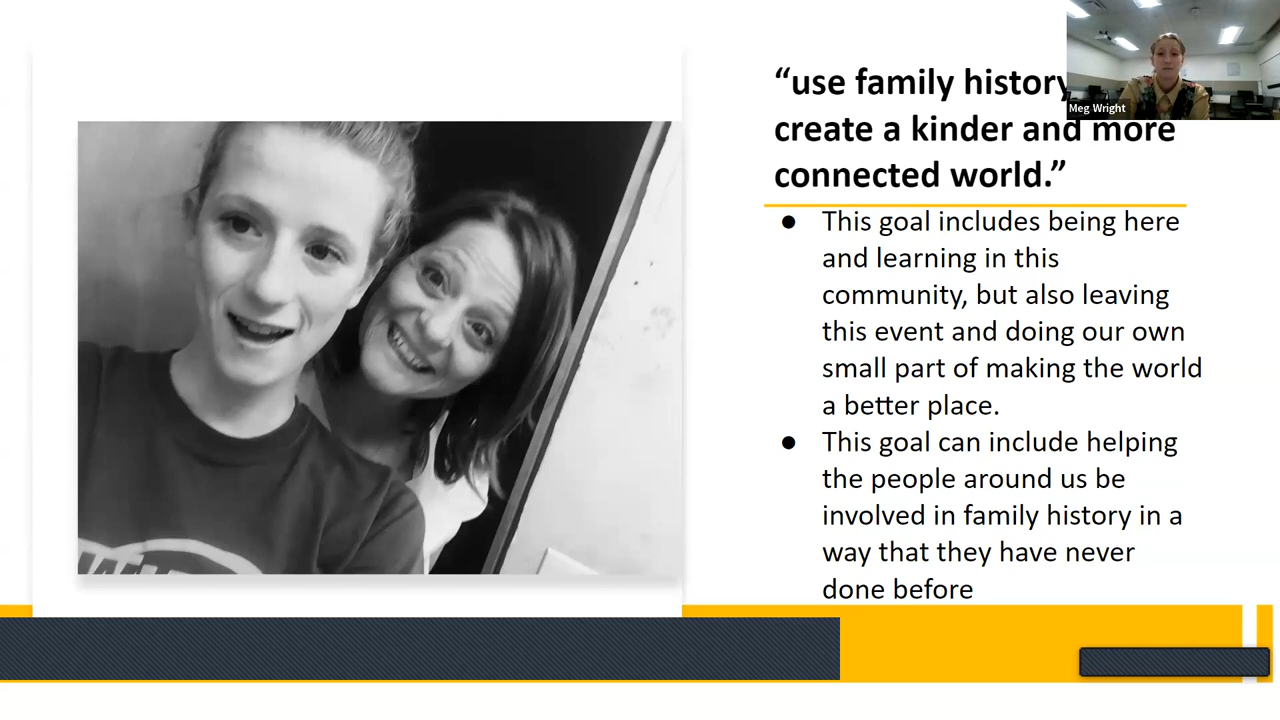 “use family history
create a kinder and more
connected world.”
● This goal includes being here
and learning in this
community, but also leaving
this event and doing our own
small part of making the world
a better place.
● This goal can include helping
the people around us be
involved in family history in a
way that they have never
done before
Meg Wright